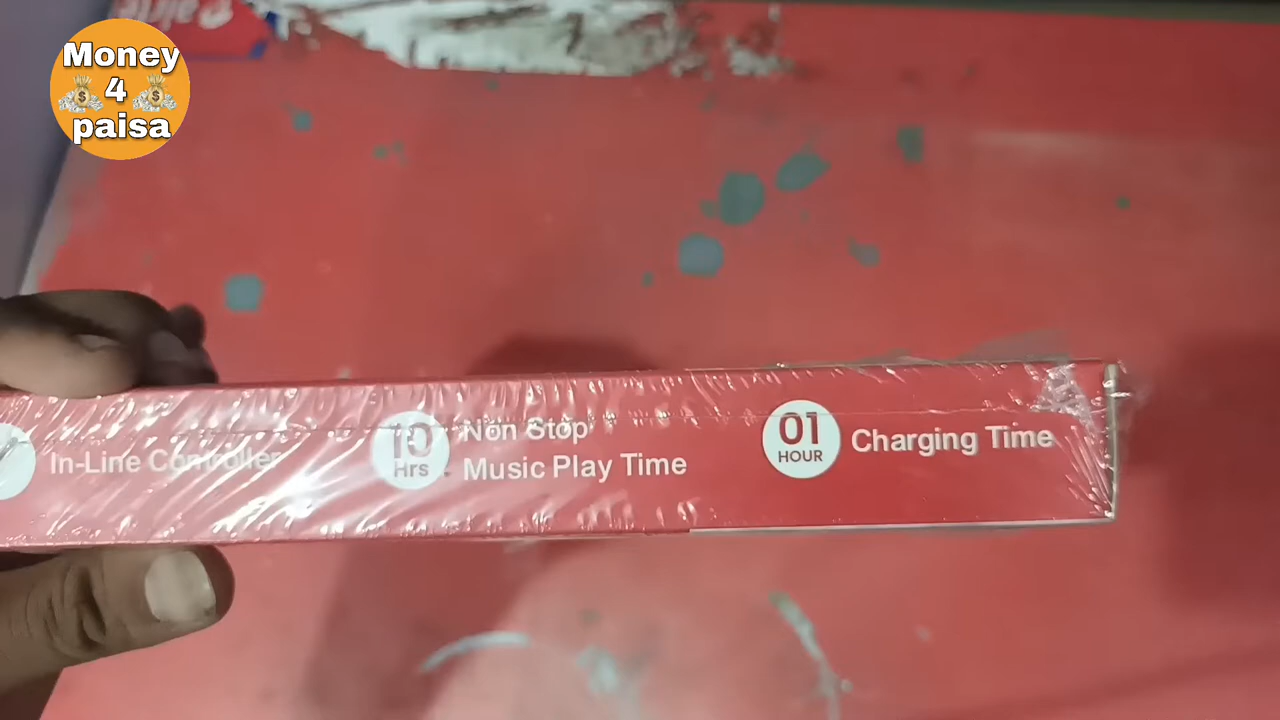 Money
4
paisa
In-Line Controller
10
Hrs
Non Stop
Music Play Time
01
HOUR
Charging Time